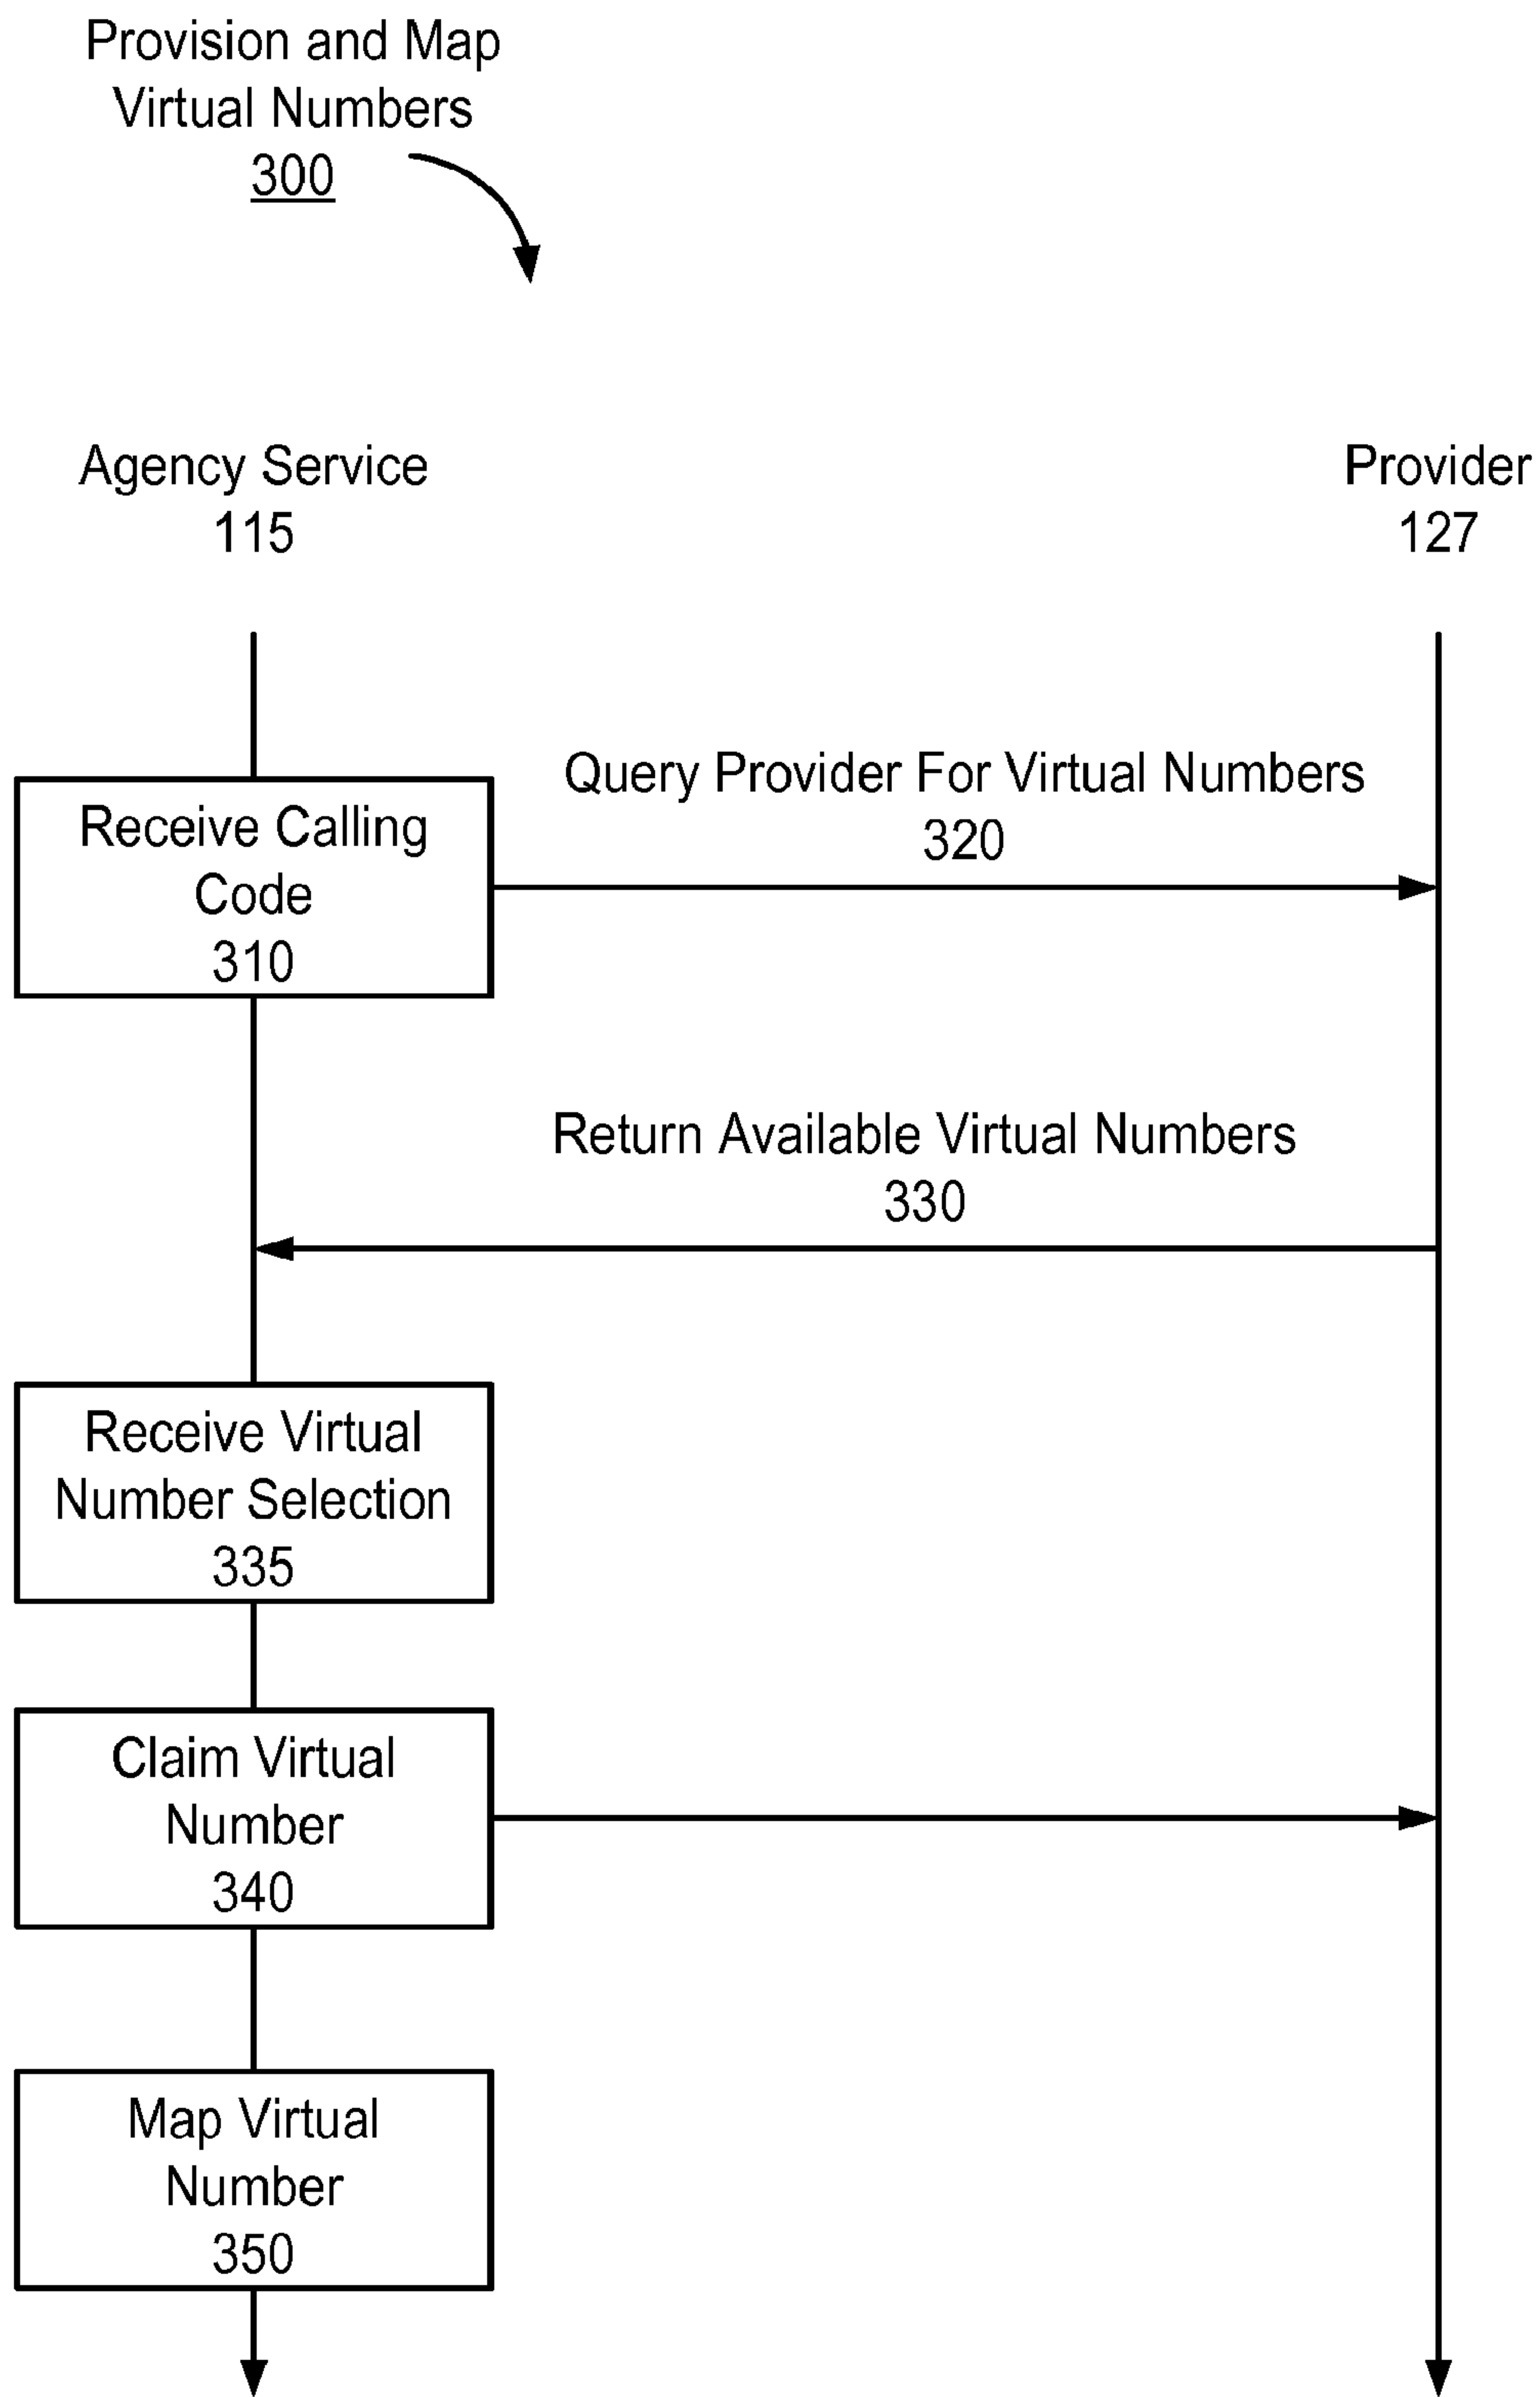 Provision and Map
Virtual Numbers
300
Agency Service
115
Provider
127
Query Provider For Virtual Numbers
320
Receive Calling
Code
310
Return Available Virtual Numbers
330
Receive Virtual
Number Selection
335
Claim Virtual
Number
340
Map Virtual
Number
350